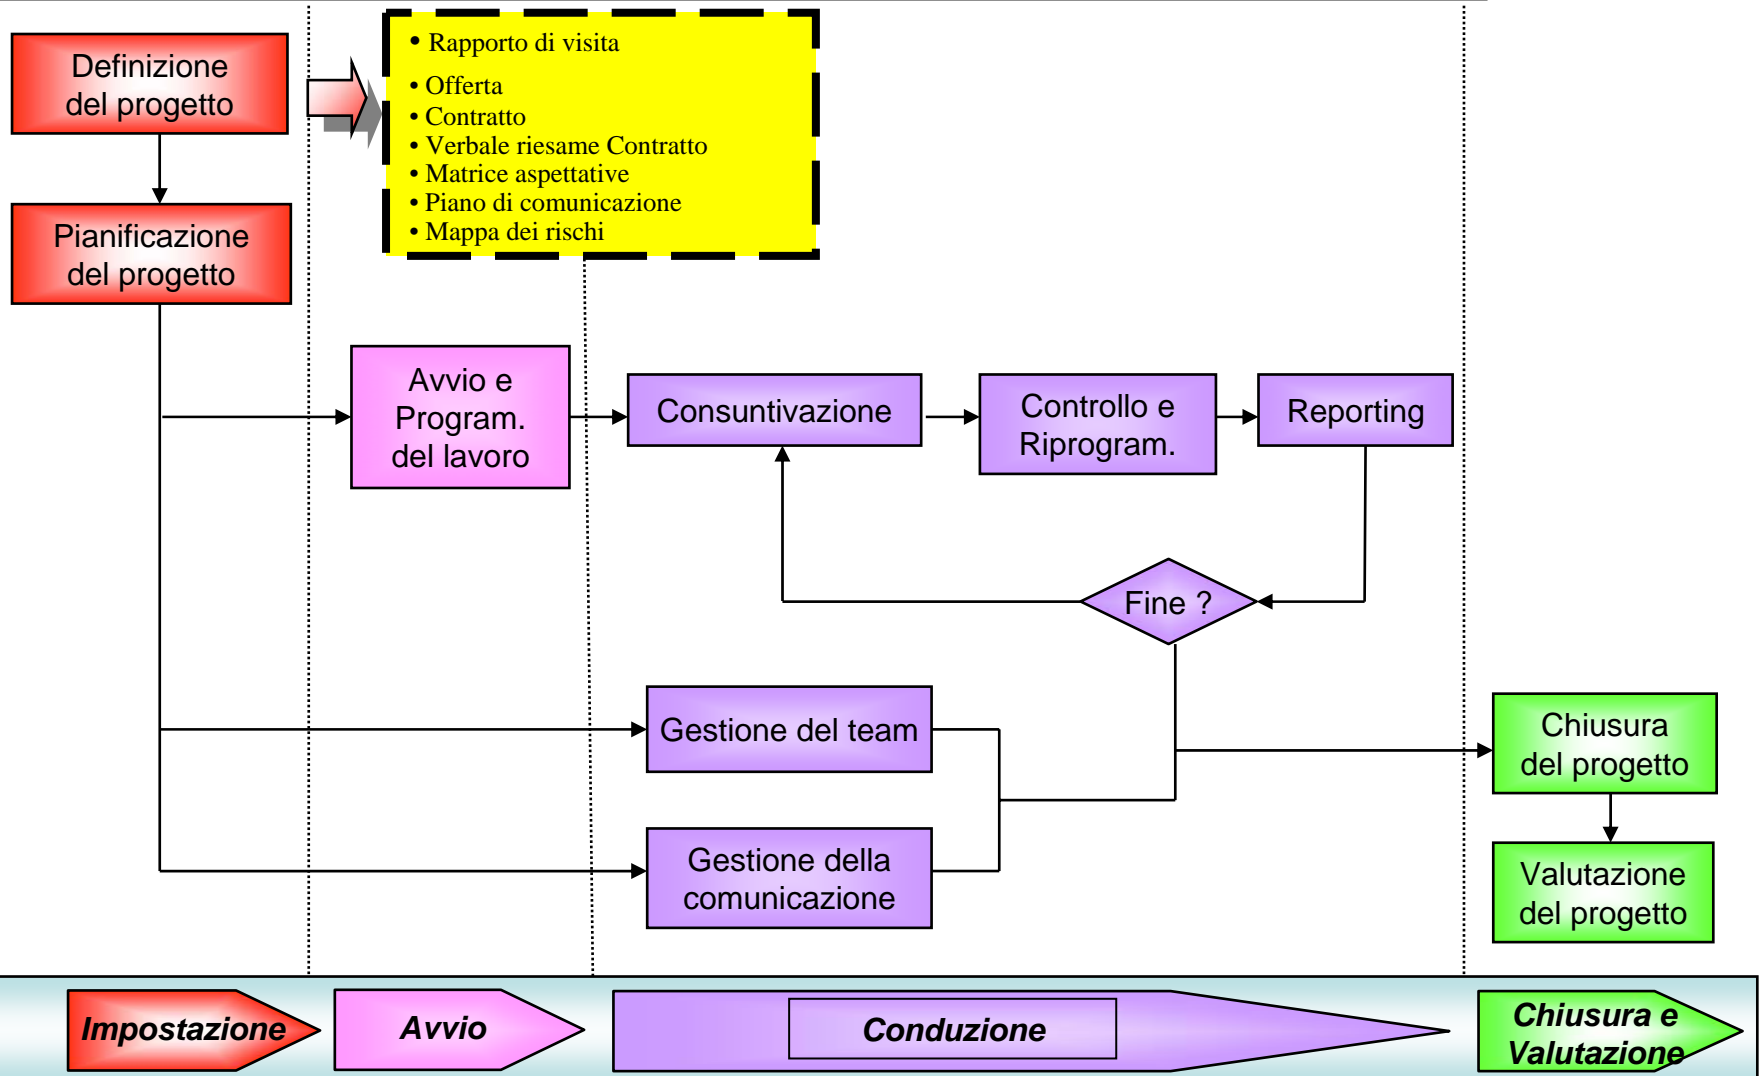 Definizione
del progetto
• Rapporto di visita
• Offerta
• Contratto
• Verbale riesame Contratto
• Matrice aspettative
• Piano di comunicazione
• Mappa dei rischi
Pianificazione
del progetto
Avvio e
Program.
del lavoro
Consuntivazione
Controllo e
Riprogram.
Reporting
Fine ?
Gestione del team
Gestione della
comunicazione
Chiusura
del progetto
Valutazione
del progetto
Impostazione
Avvio
Conduzione
Chiusura e
Valutazione